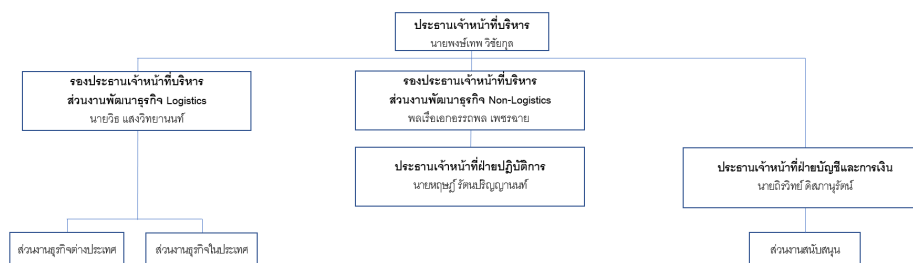 ประธานเจ้าหน้าที่บริหาร
นายพงษ์เทพ วิชัยกุล
รองประธานเจ้าหน้าที่บริหาร
ส่วนงานพัฒนาธุรกิจ Logistics
นายวิธ แสงวิทยานนท์
รองประธานเจ้าหน้าที่บริหาร
ส่วนงานพัฒนาธุรกิจ Non-Logistics
พลเรือเอกอรรถพล เพชรฉาย
ประธานเจ้าหน้าที่ฝ่ายปฏิบัติการ
นายหฤษฎ์ รัตนปริญญานนท์
ประธานเจ้าหน้าที่ฝ่ายบัญชีและการเงิน
นายถิรวิทย์ ดิสภานุรัตน์
ส่วนงานธุรกิจต่างประเทศ
ส่วนงานธุรกิจในประเทศ
ส่วนงานสนับสนุน